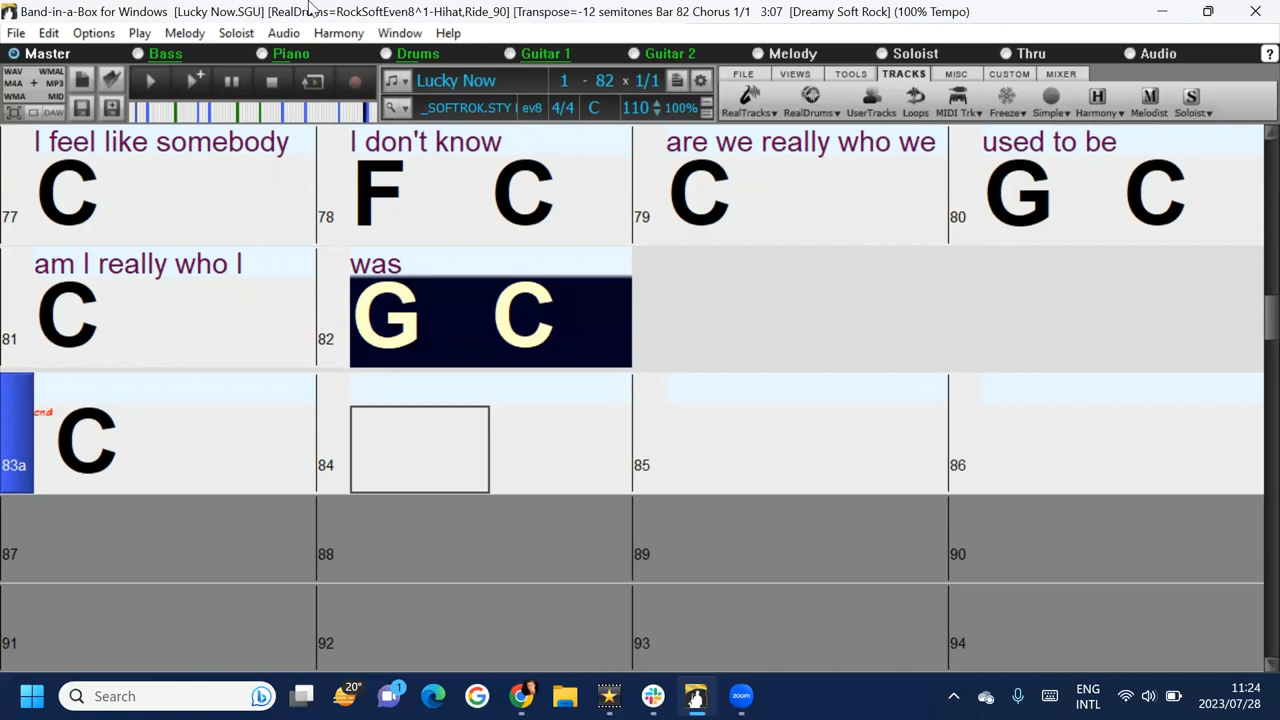 Band-in-a-Box for Windows [Lucky Now.SGU] [RealDrums=RockSoftEven8^1-Hihat,Ride_90] [Transpose=-12 semitones Bar 82 Chorus 1/1 3:07 [Dreamy Soft Rock] (100% Tempo)
File Edit Options Play Melody Soloist Audio Harmony Window Help
Master Bass Piano Drums Guitar 1 Guitar 2 Melody Soloist Thru Audio ?
WAV WMAL
M4A + MP3
WMA MID
DAW
Lucky Now 1 - 82 x 1/1
_SOFTROK.STY ev8 4/4 C 110 100%
FILE VIEWS TOOLS TRACKS MISC CUSTOM MIXER
H M S
RealTracks RealDrums UserTracks Loops MIDI Trk Freeze Simple Harmony Melodist Soloist
I feel like somebody I don't know are we really who we used to be
77 C 78 F C 79 C 80 G C
am I really who I was
81 C 82 G C
end
83a C 84 85 86
87 88 89 90
91 92 93 94
Search 20° 1 zoom ENG INTL 11:24 2023/07/28